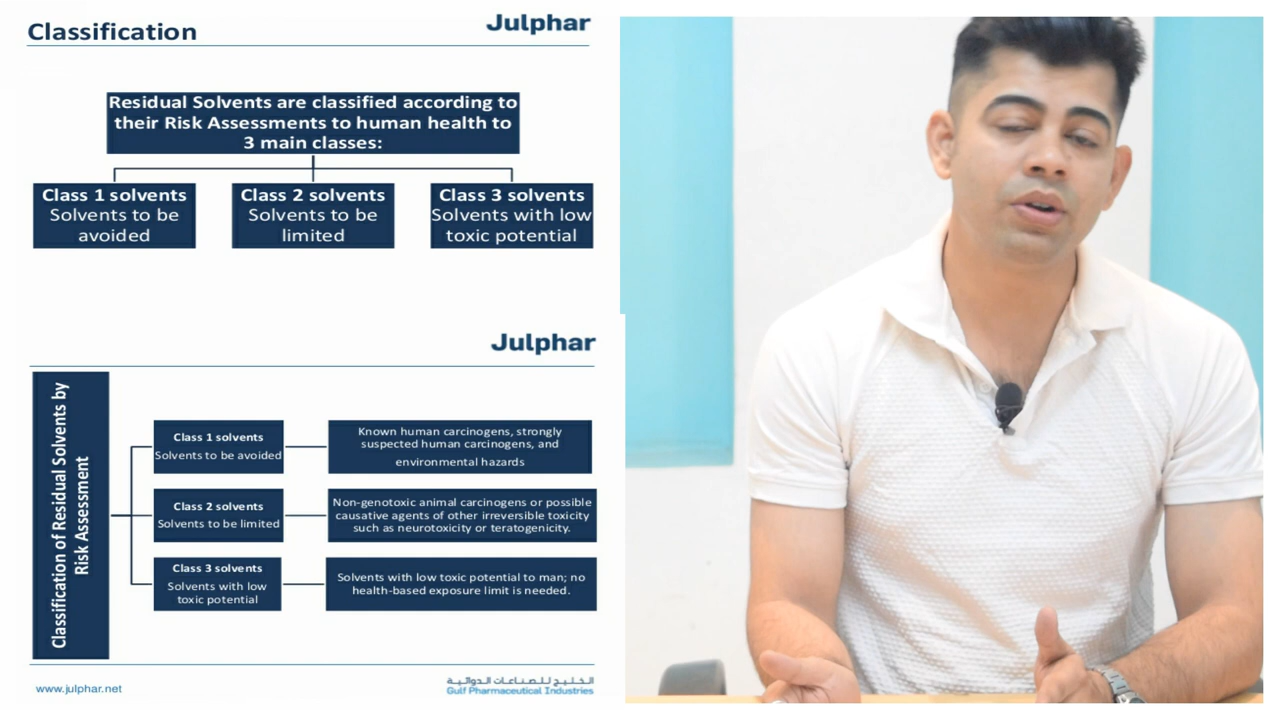 Classification
Julphar
Residual Solvents are classified according to
their Risk Assessments to human health to
3 main classes:
Class 1 solvents
Solvents to be
avoided
Class 2 solvents
Solvents to be
limited
Class 3 solvents
Solvents with low
toxic potential
Julphar
Classification of Residual Solvents by
Risk Assessment
Class 1 solvents
Solvents to be avoided
Known human carcinogens, strongly
suspected human carcinogens, and
environmental hazards
Class 2 solvents
Solvents to be limited
Non-genotoxic animal carcinogens or possible
causative agents of other irreversible toxicity
such as neurotoxicity or teratogenicity.
Class 3 solvents
Solvents with low
toxic potential
Solvents with low toxic potential to man; no
health-based exposure limit is needed.
www.julphar.net
الخليج للصناعات الدوائية
Gulf Pharmaceutical Industries